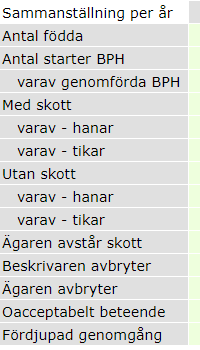 Sammanställning per år
Antal födda
Antal starter BPH
varav genomförda BPH
Med skott
varav - hanar
varav - tikar
Utan skott
varav - hanar
varav - tikar
Ägaren avstår skott
Beskrivaren avbryter
Ägaren avbryter
Oacceptabelt beteende
Fördjupad genomgång